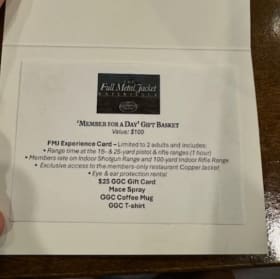 Full Metal Jacket
'MEMBER FOR A DAY' GIFT BASKET
Value: $100
FMJ Experience Card – Limited to 2 adults and includes:
• Range time at the 15- & 25-yard pistol & rifle ranges (1 hour)
• Members rate on Indoor Shotgun Range and 100-yard Indoor Rifle Range
• Exclusive access to the members-only restaurant Copper Jacket
• Eye & ear protection rental
$25 GGC Gift Card
Mace Spray
GGC Coffee Mug
GGC T-shirt